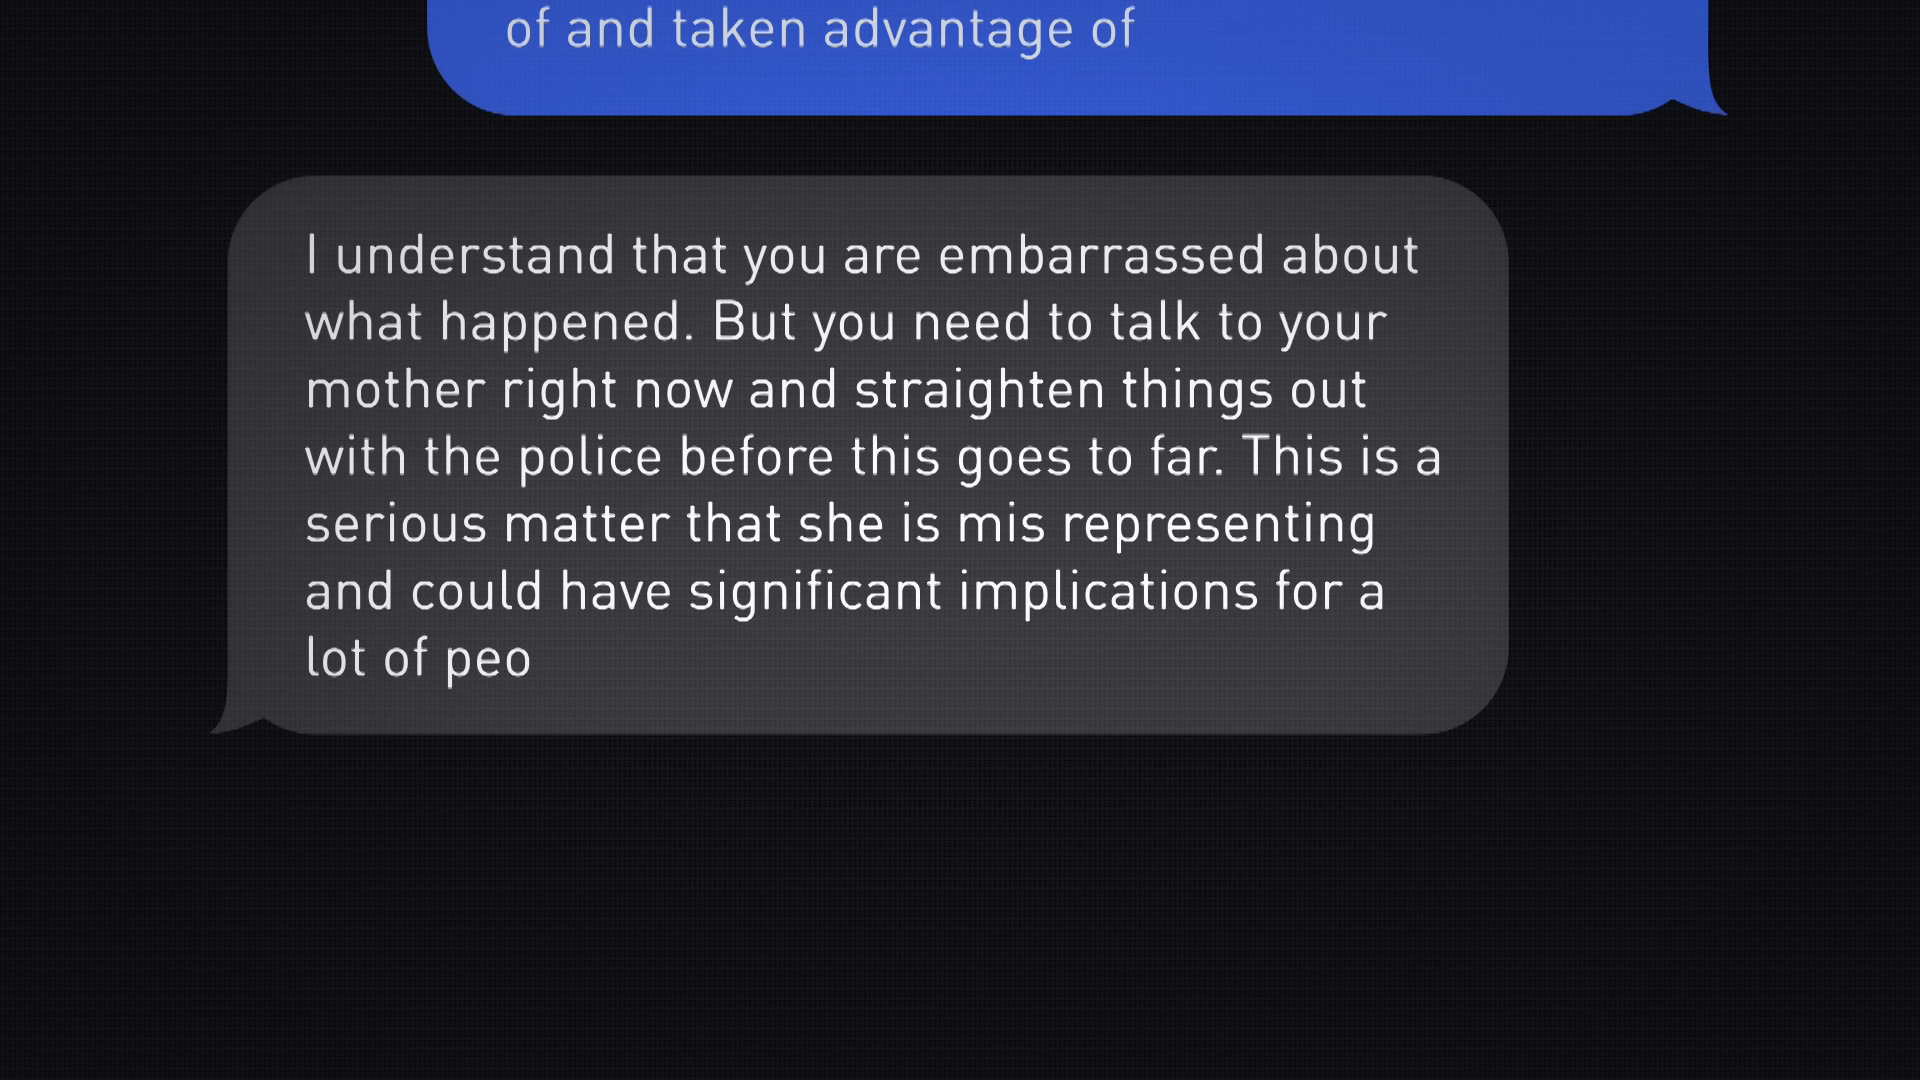 of and taken advantage of
I understand that you are embarrassed about
what happened. But you need to talk to your
mother right now and straighten things out
with the police before this goes to far. This is a
serious matter that she is mis representing
and could have significant implications for a
lot of peo